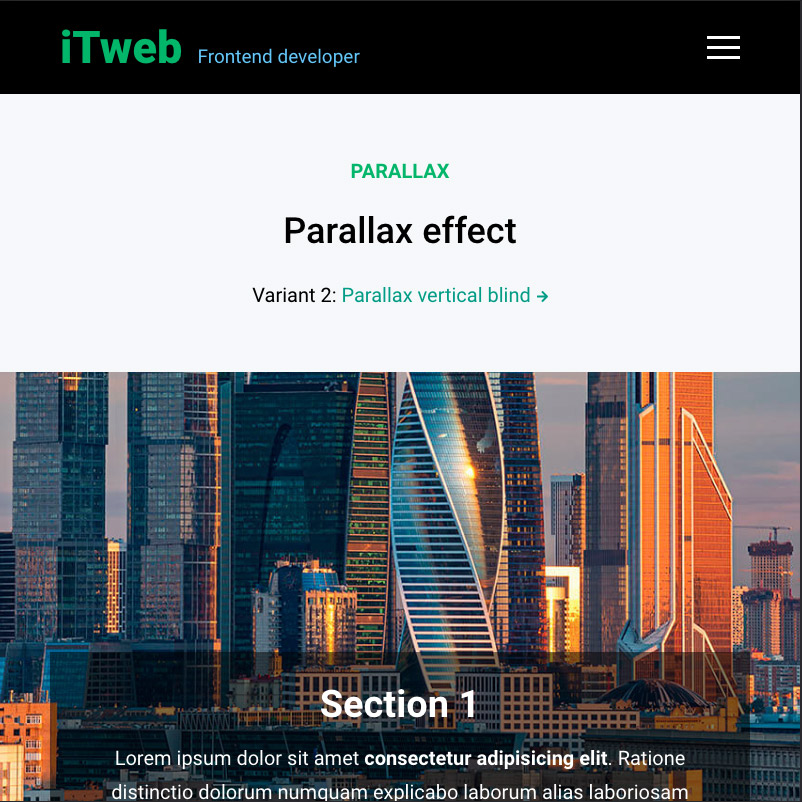 iTweb Frontend developer
PARALLAX
Parallax effect
Variant 2: Parallax vertical blind →
Section 1
Lorem ipsum dolor sit amet consectetur adipisicing elit. Ratione
distinctio dolorum numquam explicabo laborum alias laboriosam